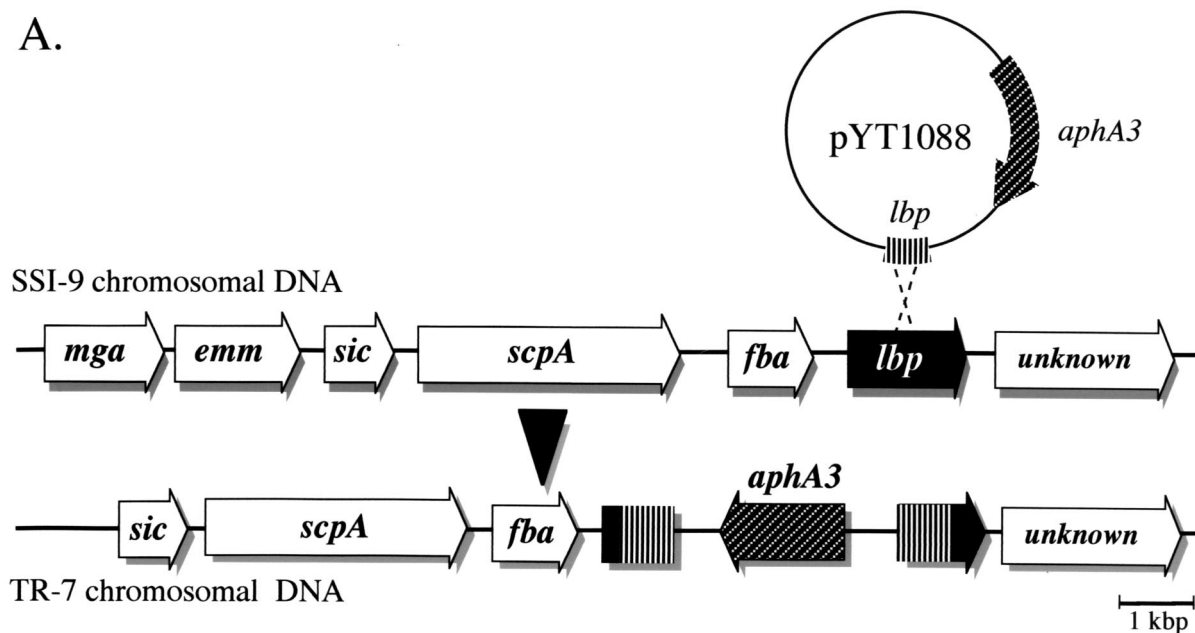 A.
pYT1088
aphA3
lbp
SSI-9 chromosomal DNA
mga emm sic scpA fba lbp unknown
aphA3
sic scpA fba unknown
TR-7 chromosomal DNA
1 kbp